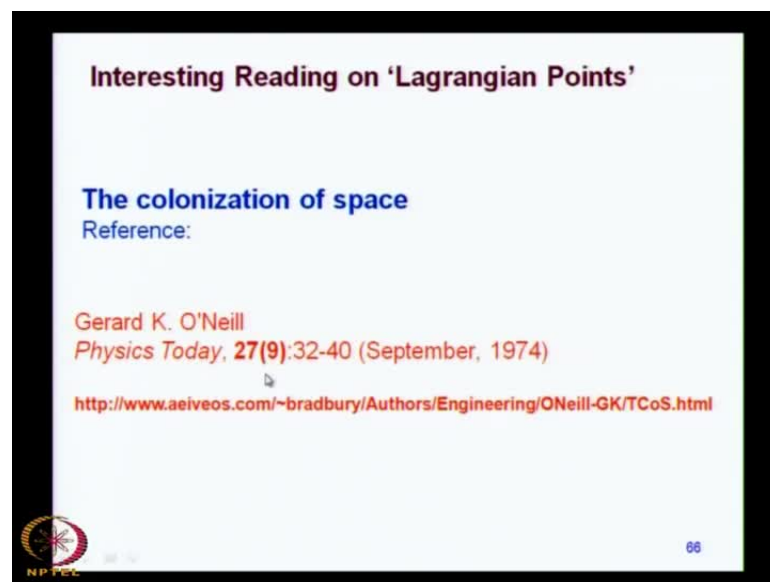 Interesting Reading on ‘Lagrangian Points’
The colonization of space
Reference:
Gerard K. O'Neill
Physics Today, 27(9):32-40 (September, 1974)
http://www.aeiveos.com/~bradbury/Authors/Engineering/ONeill-GK/TCoS.html
66
NPTEL